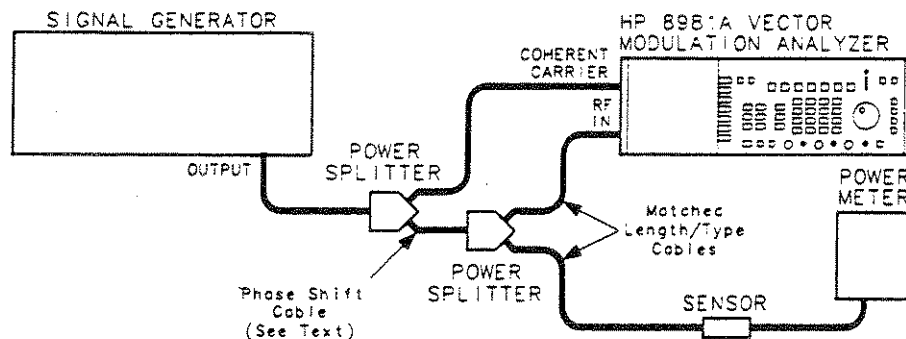 SIGNAL GENERATOR
HP 8981A VECTOR
MODULATION ANALYZER
COHERENT
CARRIER
RF
IN
OUTPUT
POWER
SPLITTER
POWER
METER
Matched
Length/Type
Cables
POWER
SPLITTER
Phase Shift
Cable
(See Text)
SENSOR